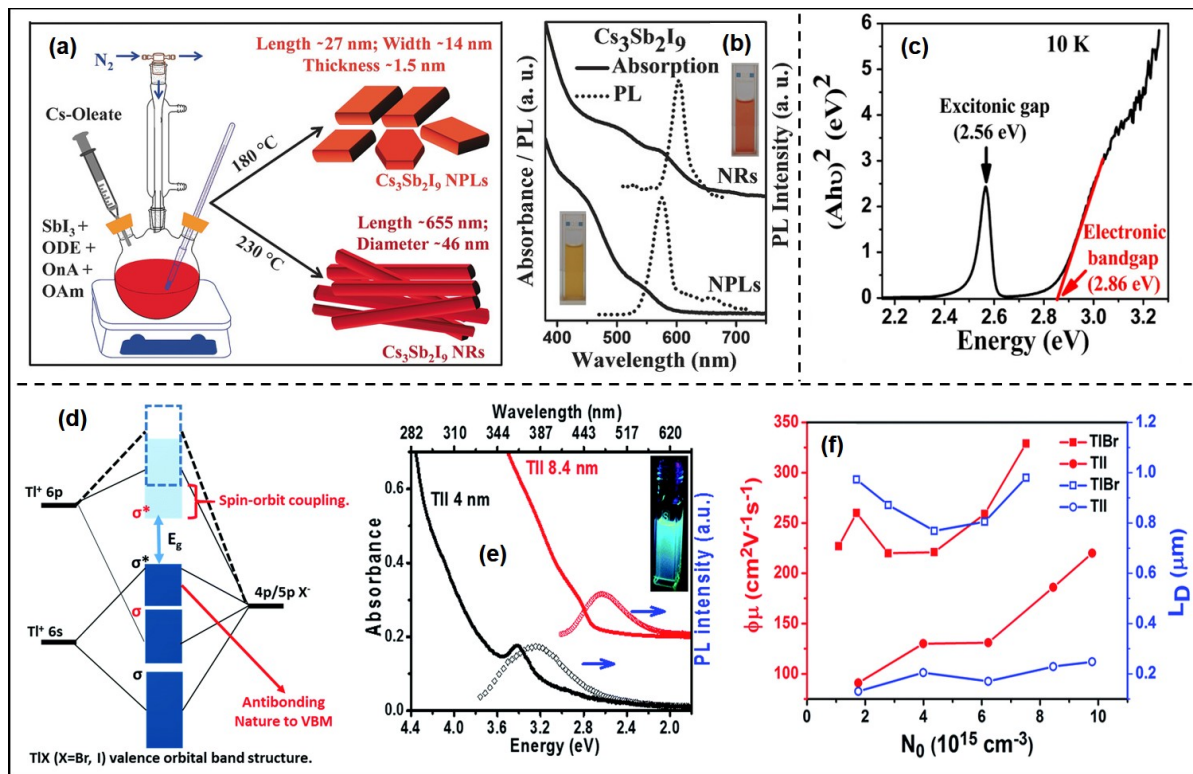 (a)
N₂
Cs-Oleate
SbI₃ +
ODE +
OnA +
OAm
180 °C
230 °C
Length ~27 nm; Width ~14 nm
Thickness ~1.5 nm
Cs₃Sb₂I₉ NPLs
Length ~655 nm;
Diameter ~46 nm
Cs₃Sb₂I₉ NRs
(b)
Cs₃Sb₂I₉
Absorption
PL
NRs
NPLs
Absorbance / PL (a. u.)
PL Intensity (a. u.)
400 500 600 700
Wavelength (nm)
(c)
10 K
Excitonic gap
(2.56 eV)
Electronic
bandgap
(2.86 eV)
(Ahυ)² (eV)²
6
5
4
3
2
1
0
2.2 2.4 2.6 2.8 3.0 3.2
Energy (eV)
(d)
Tl⁺ 6p
Spin-orbit coupling.
σ*
E_g
σ*
4p/5p X⁻
σ
Tl⁺ 6s
σ
Antibonding
Nature to VBM
TlX (X=Br, I) valence orbital band structure.
(e)
Wavelength (nm)
282 310 344 387 443 517 620
TlI 8.4 nm
TlI 4 nm
Absorbance
PL intensity (a.u.)
0.6
0.4
0.2
0.0
4.4 4.0 3.6 3.2 2.8 2.4 2.0
Energy (eV)
(f)
TlBr
TlI
TlBr
TlI
ϕμ (cm²V⁻¹s⁻¹)
350
300
250
200
150
100
L_D (μm)
1.2
1.0
0.8
0.6
0.4
0.2
0 2 4 6 8 10
N₀ (10¹⁵ cm⁻³)